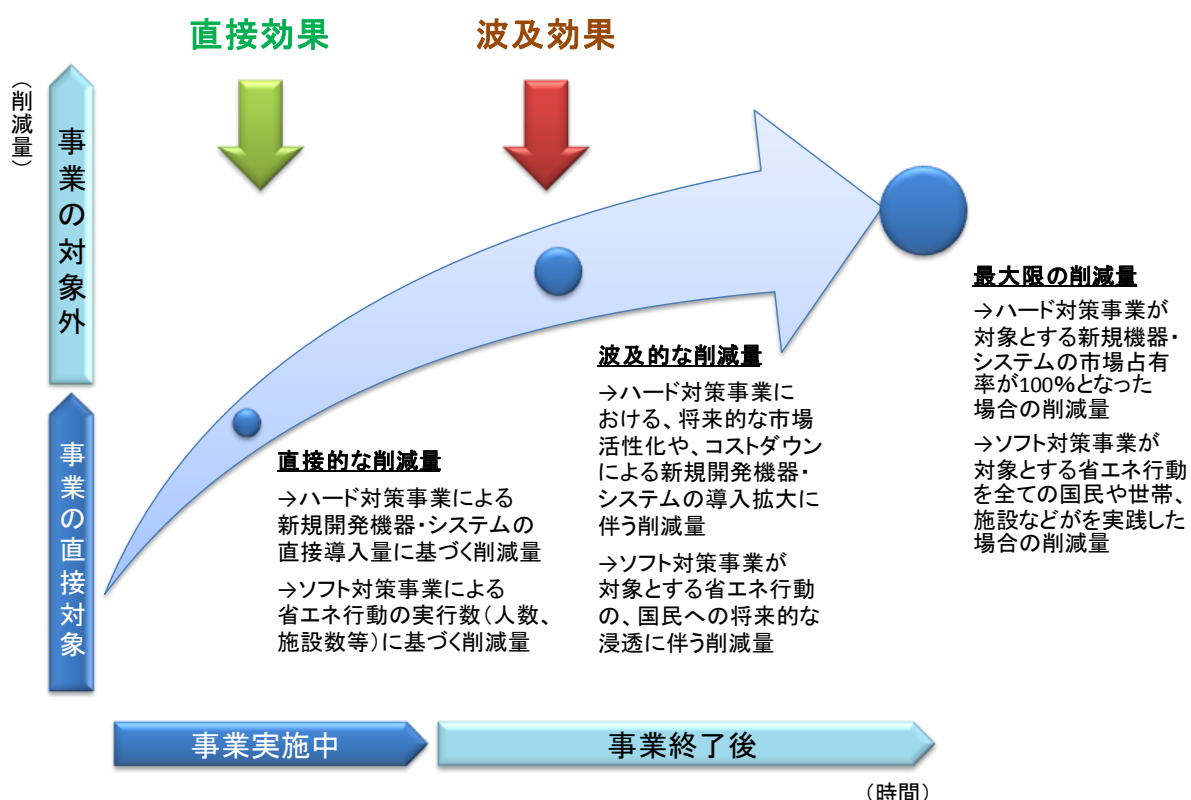 直接効果
波及効果
（削減量）
事業の対象外
事業の直接対象
直接的な削減量
→ハード対策事業による
新規開発機器・システムの
直接導入量に基づく削減量
→ソフト対策事業による
省エネ行動の実行数（人数、
施設数等）に基づく削減量
波及的な削減量
→ハード対策事業に
おける、将来的な市場
活性化や、コストダウン
による新規開発機器・
システムの導入拡大に
伴う削減量
→ソフト対策事業が
対象とする省エネ行動
の、国民への将来的な
浸透に伴う削減量
最大限の削減量
→ハード対策事業が
対象とする新規機器・
システムの市場占有
率が100%となった
場合の削減量
→ソフト対策事業が
対象とする省エネ行動
を全ての国民や世帯、
施設などがを実践した
場合の削減量
事業実施中
事業終了後
（時間）